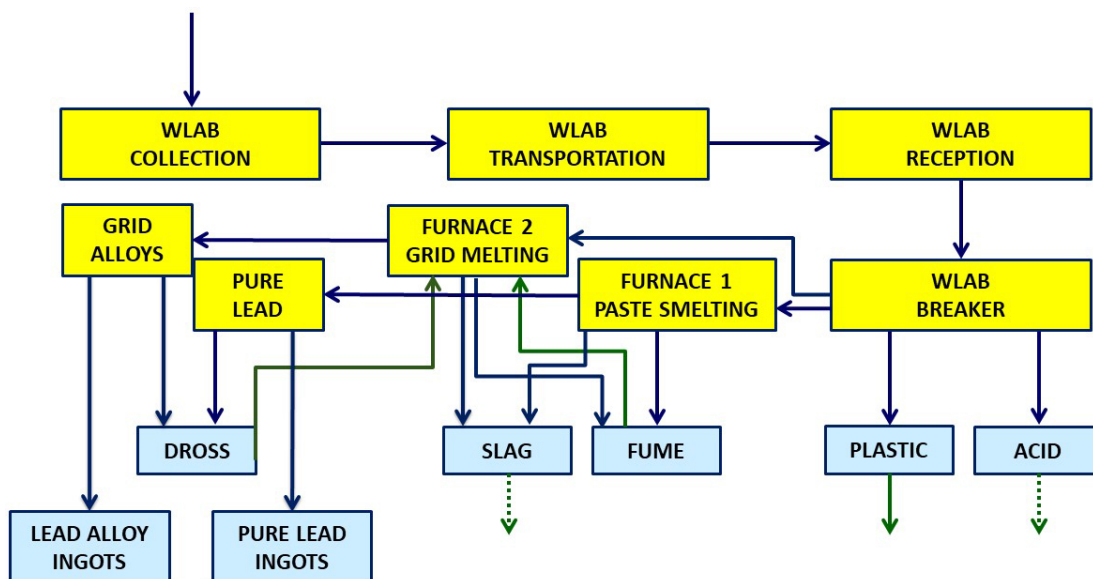 WLAB
COLLECTION
WLAB
TRANSPORTATION
WLAB
RECEPTION
GRID
ALLOYS
FURNACE 2
GRID MELTING
PURE
LEAD
FURNACE 1
PASTE SMELTING
WLAB
BREAKER
DROSS
SLAG
FUME
PLASTIC
ACID
LEAD ALLOY
INGOTS
PURE LEAD
INGOTS